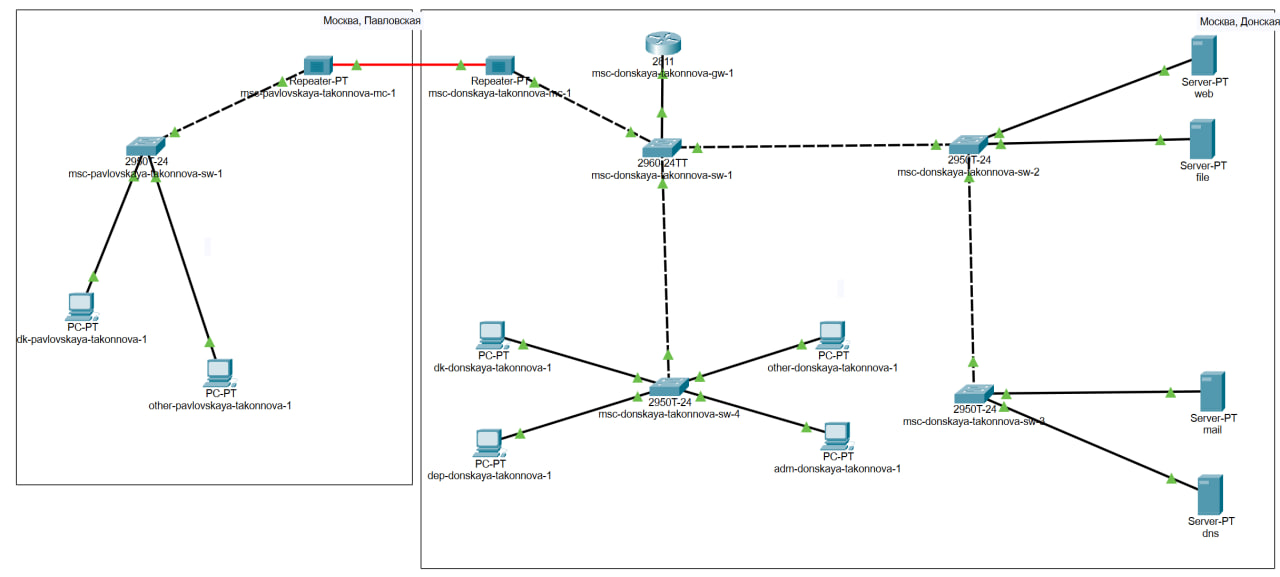 Москва, Павловская
Москва, Донская
Repeater-PT
msc-pavlovskaya-takonnova-mc-1
Repeater-PT
msc-donskaya-takonnova-mc-1
2811
msc-donskaya-takonnova-gw-1
Server-PT
web
2950T-24
msc-pavlovskaya-takonnova-sw-1
2960-24TT
msc-donskaya-takonnova-sw-1
2950T-24
msc-donskaya-takonnova-sw-2
Server-PT
file
PC-PT
dk-pavlovskaya-takonnova-1
PC-PT
other-pavlovskaya-takonnova-1
PC-PT
dk-donskaya-takonnova-1
PC-PT
other-donskaya-takonnova-1
2950T-24
msc-donskaya-takonnova-sw-4
2950T-24
msc-donskaya-takonnova-sw-3
Server-PT
mail
PC-PT
dep-donskaya-takonnova-1
PC-PT
adm-donskaya-takonnova-1
Server-PT
dns